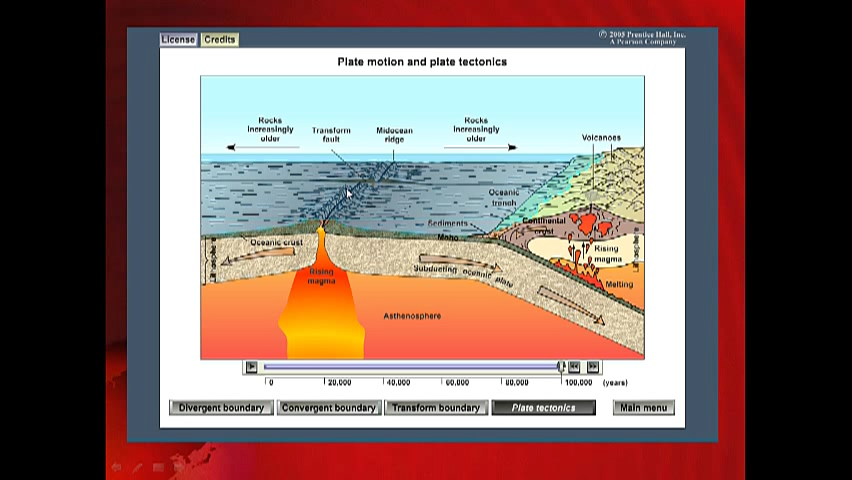 License
Credits
© 2005 Prentice Hall, Inc.
A Pearson Company
Plate motion and plate tectonics
Rocks
increasingly
older
Transform
fault
Midocean
ridge
Rocks
increasingly
older
Volcanoes
Oceanic
trench
Sediments
Continental
crust
Moho
Oceanic crust
Lithosphere
Rising
magma
Lithosphere
Rising
magma
Subducting oceanic plate
Melting
Asthenosphere
0
20,000
40,000
60,000
80,000
100,000
(years)
Divergent boundary
Convergent boundary
Transform boundary
Plate tectonics
Main menu